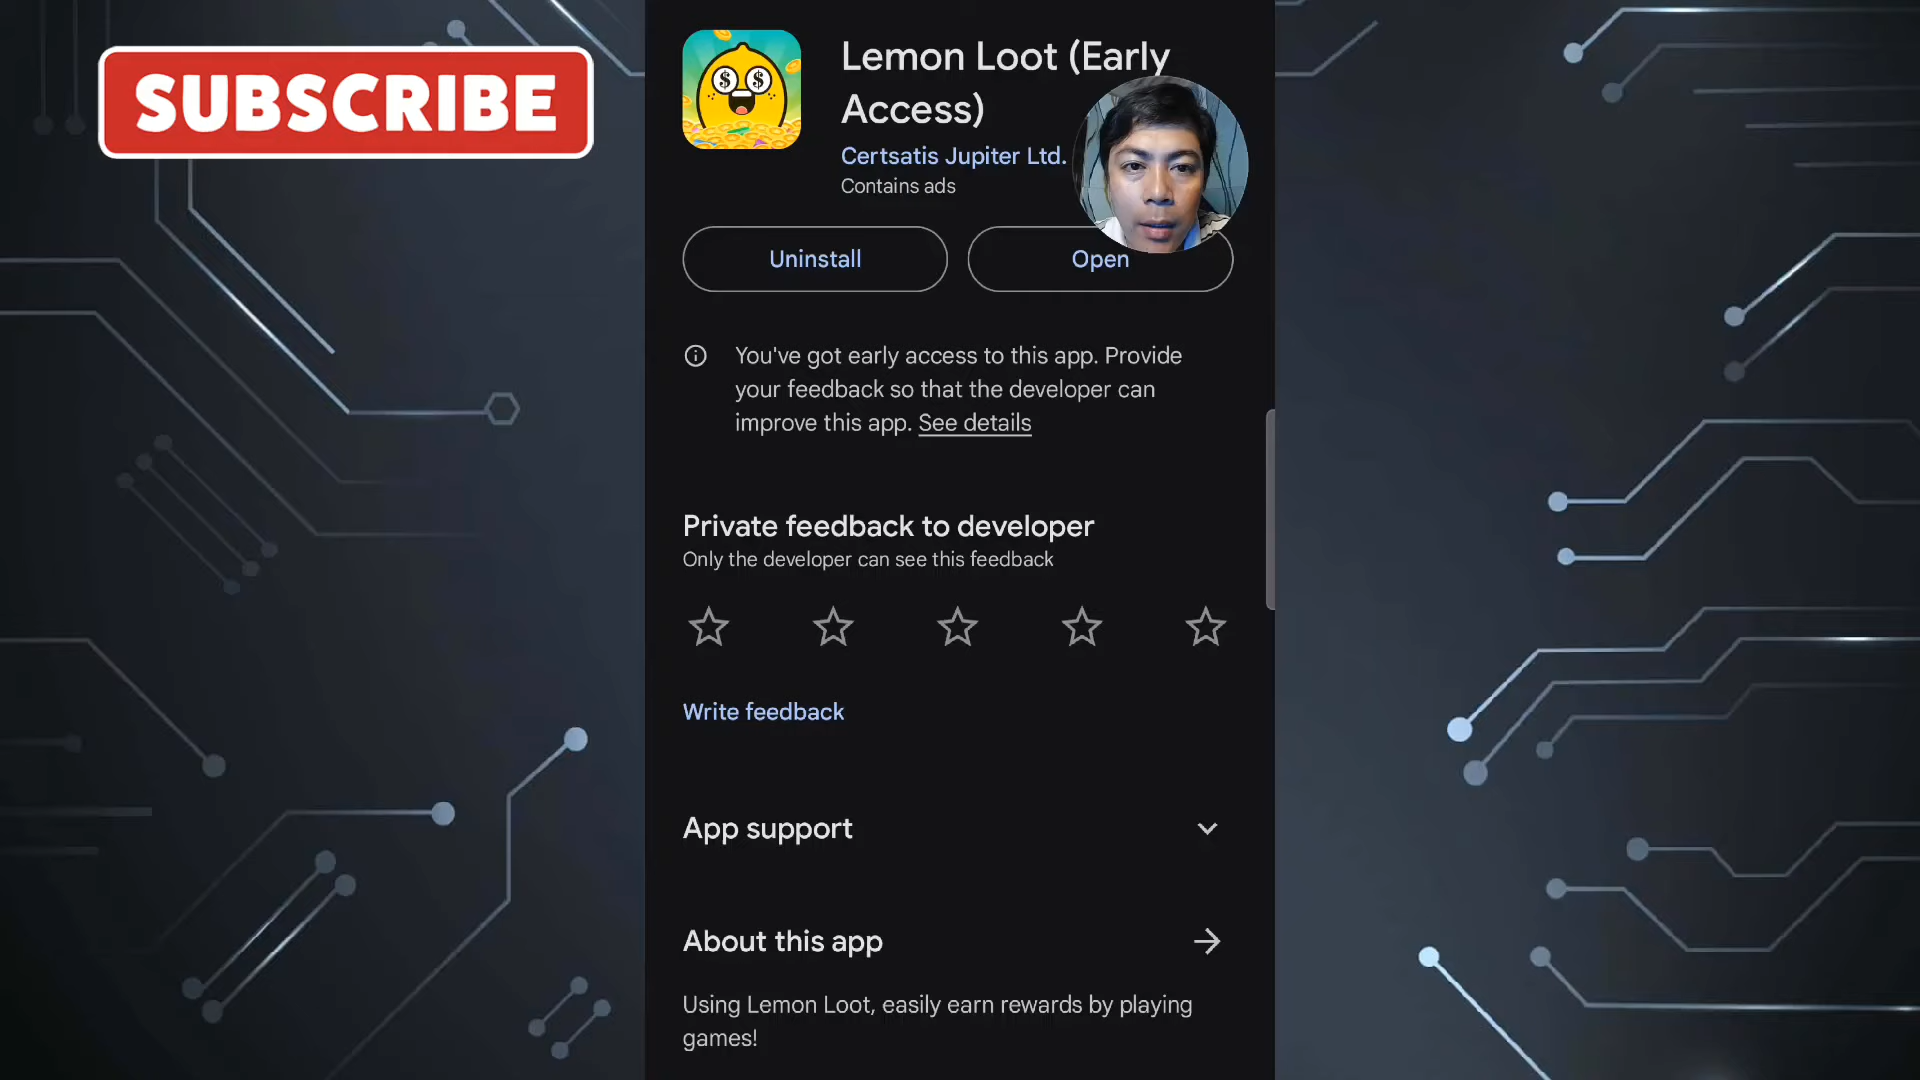 SUBSCRIBE
Lemon Loot (Early
Access)
Certsatis Jupiter Ltd.
Contains ads
Uninstall
Open
You've got early access to this app. Provide
your feedback so that the developer can
improve this app. See details
Private feedback to developer
Only the developer can see this feedback
Write feedback
App support
About this app
Using Lemon Loot, easily earn rewards by playing
games!